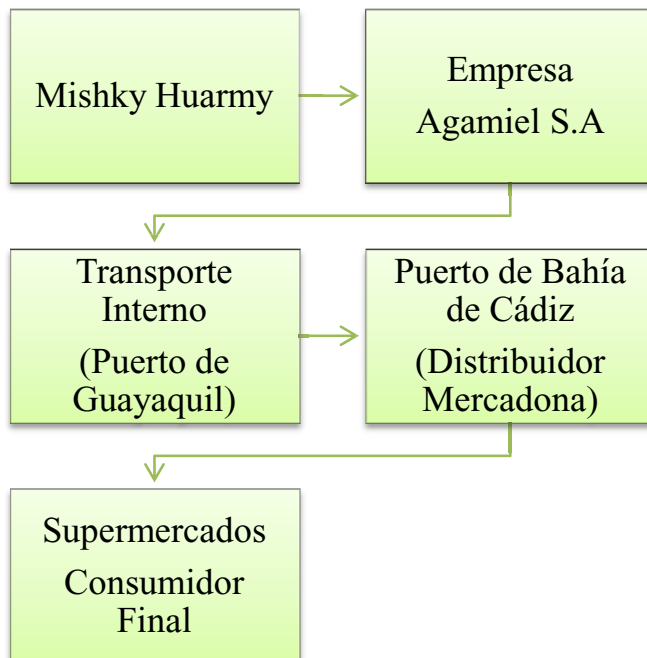 Mishky Huarmy
Empresa
Agamiel S.A
Transporte
Interno
(Puerto de
Guayaquil)
Puerto de Bahía
de Cádiz
(Distribuidor
Mercadona)
Supermercados
Consumidor
Final